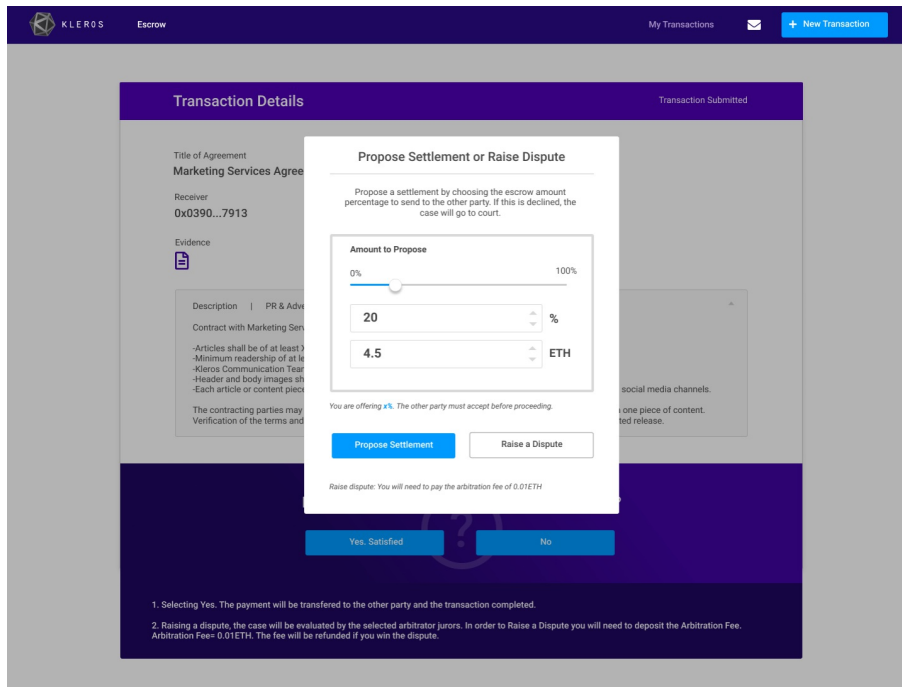 KLEROS
Escrow
My Transactions
+ New Transaction
Transaction Details
Transaction Submitted
Title of Agreement
Marketing Services Agree
Receiver
0x0390...7913
Evidence
Description | PR & Adve
Contract with Marketing Serv
-Articles shall be of at least
-Minimum readership of at le
-Kleros Communication Tear
-Header and body images sh
-Each article or content piece
social media channels.
The contracting parties may
one piece of content.
Verification of the terms and
ted release.
Propose Settlement or Raise Dispute
Propose a settlement by choosing the escrow amount
percentage to send to the other party. If this is declined, the
case will go to court.
Amount to Propose
0%
100%
20 %
4.5 ETH
You are offering x%. The other party must accept before proceeding.
Propose Settlement
Raise a Dispute
Raise dispute: You will need to pay the arbitration fee of 0.01ETH
?
Yes. Satisfied
No
1. Selecting Yes. The payment will be transfered to the other party and the transaction completed.
2. Raising a dispute, the case will be evaluated by the selected arbitrator jurors. In order to Raise a Dispute you will need to deposit the Arbitration Fee.
Arbitration Fee= 0.01ETH. The fee will be refunded if you win the dispute.